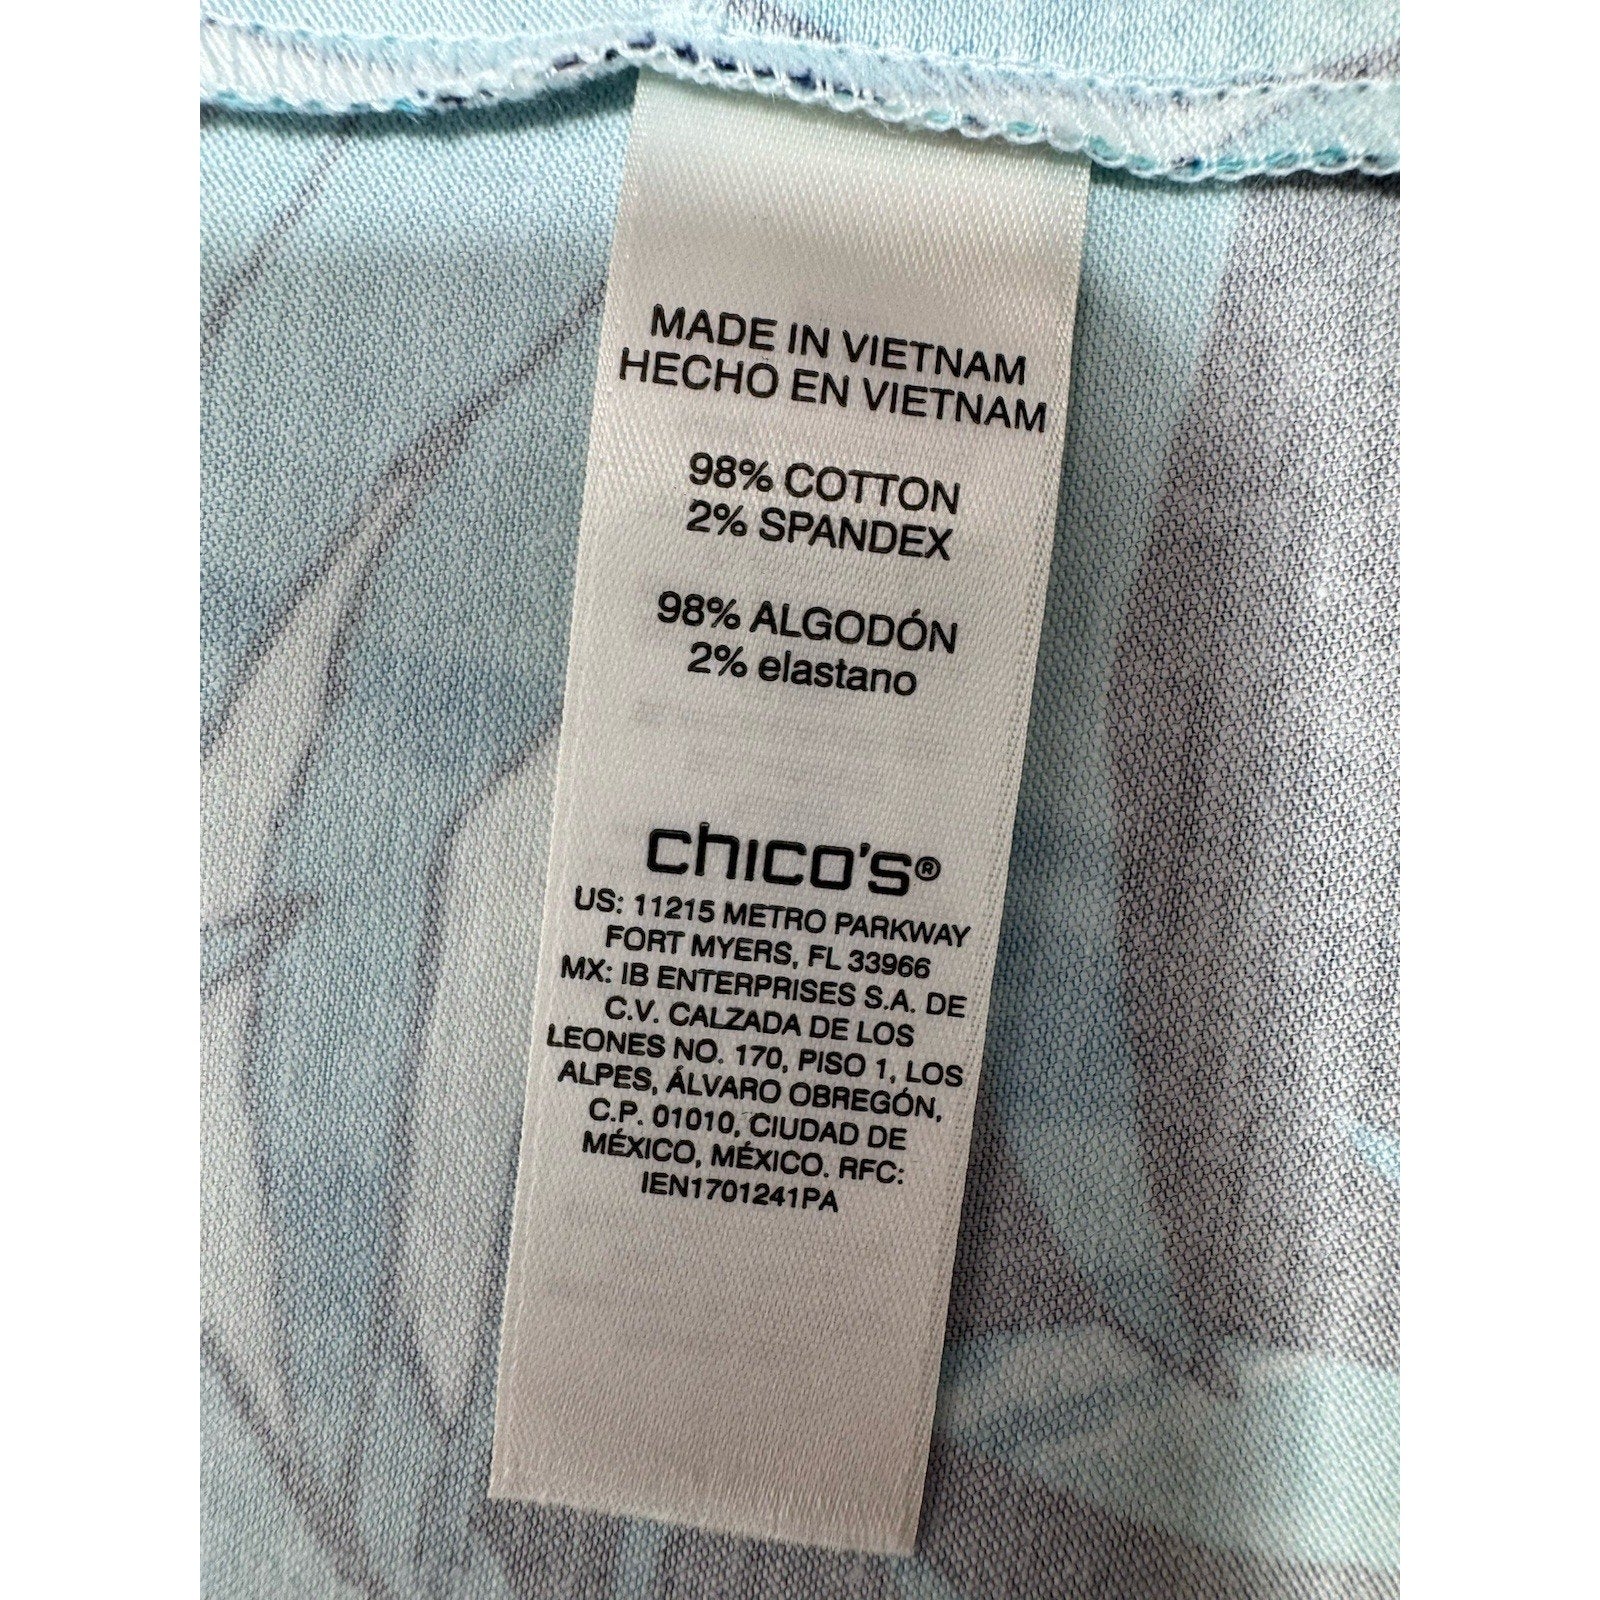 MADE IN VIETNAM
HECHO EN VIETNAM
98% COTTON
2% SPANDEX
98% ALGODÓN
2% elastano
chico's®
US: 11215 METRO PARKWAY
FORT MYERS, FL 33966
MX: IB ENTERPRISES S.A. DE
C.V. CALZADA DE LOS
LEONES NO. 170, PISO 1, LOS
ALPES, ÁLVARO OBREGÓN,
C.P. 01010, CIUDAD DE
MÉXICO, MÉXICO. RFC:
IEN1701241PA